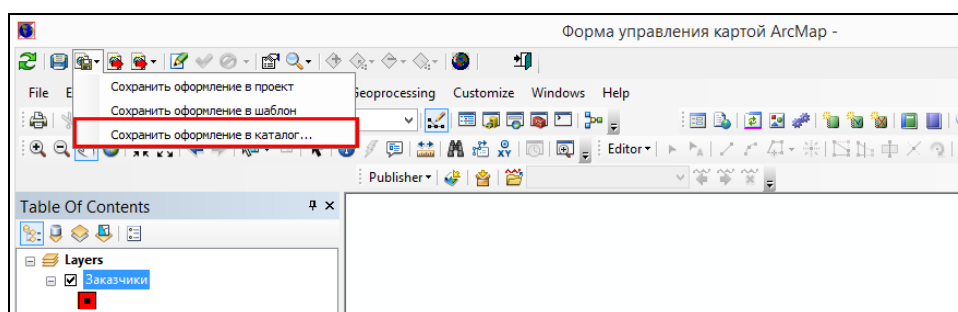 Форма управления картой ArcMap -
Сохранить оформление в проект
File E
Geoprocessing Customize Windows Help
Сохранить оформление в шаблон
Сохранить оформление в каталог...
Editor
Publisher
Table Of Contents
Layers
Заказчики